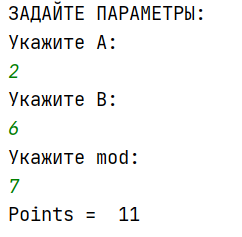 ЗАДАЙТЕ ПАРАМЕТРЫ:
Укажите A:
2
Укажите B:
6
Укажите mod:
7
Points =  11